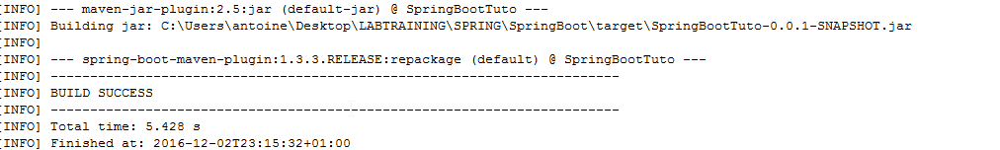 [INFO] --- maven-jar-plugin:2.5:jar (default-jar) @ SpringBootTuto ---
[INFO] Building jar: C:\Users\antoine\Desktop\LABTRAINING\SPRING\SpringBoot\target\SpringBootTuto-0.0.1-SNAPSHOT.jar
[INFO]
[INFO] --- spring-boot-maven-plugin:1.3.3.RELEASE:repackage (default) @ SpringBootTuto ---
[INFO] ------------------------------------------------------------------------
[INFO] BUILD SUCCESS
[INFO] ------------------------------------------------------------------------
[INFO] Total time: 5.428 s
[INFO] Finished at: 2016-12-02T23:15:32+01:00